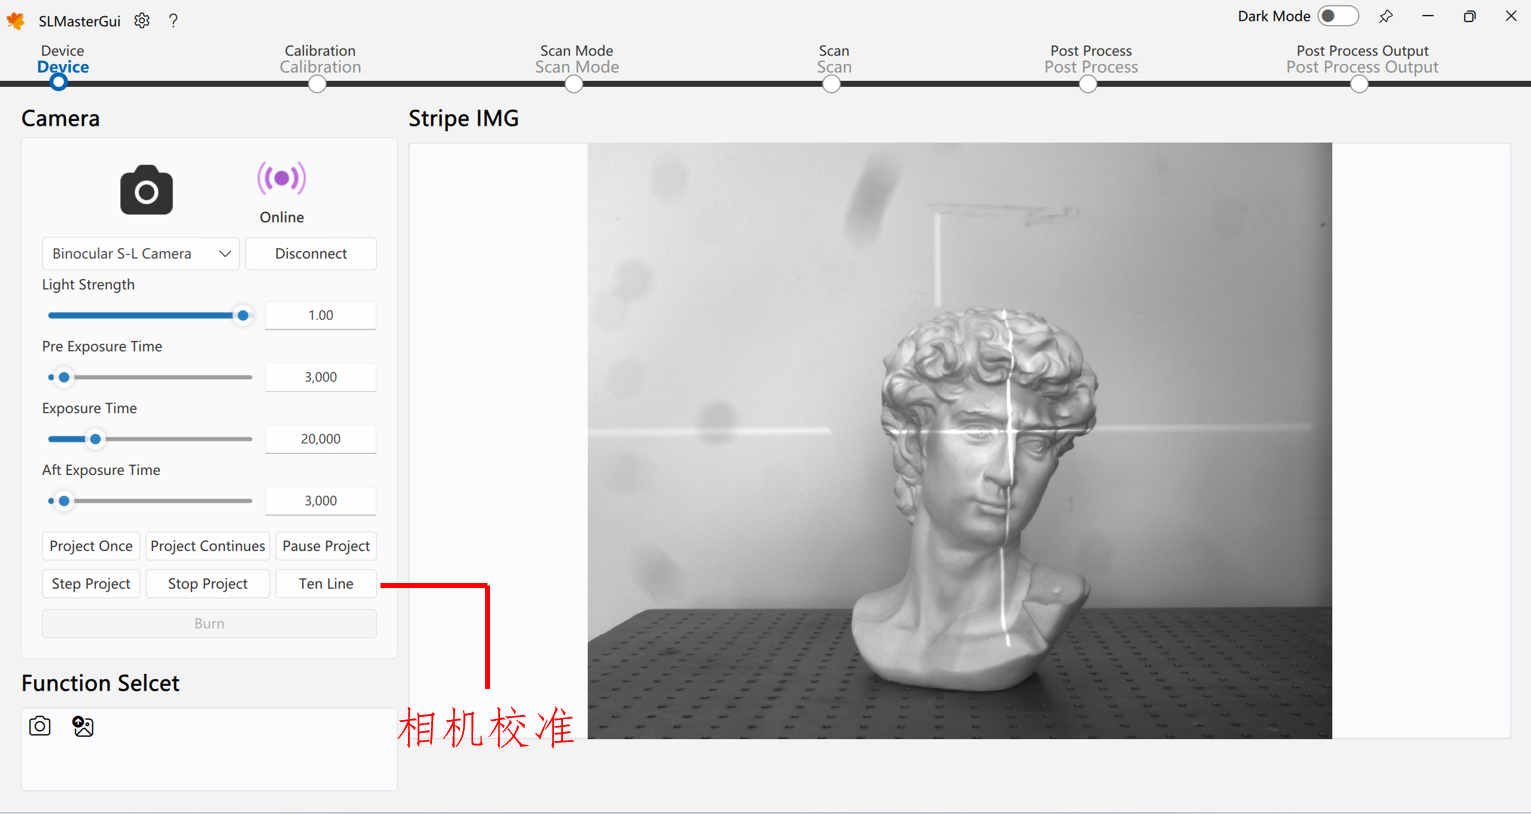 SLMasterGui ?
Dark Mode
Device
Device
Calibration
Calibration
Scan Mode
Scan Mode
Scan
Scan
Post Process
Post Process
Post Process Output
Post Process Output
Camera
Online
Binocular S-L Camera
Disconnect
Light Strength
1.00
Pre Exposure Time
3,000
Exposure Time
20,000
Aft Exposure Time
3,000
Project Once
Project Continues
Pause Project
Step Project
Stop Project
Ten Line
Burn
Function Selcet
Stripe IMG
相机校准